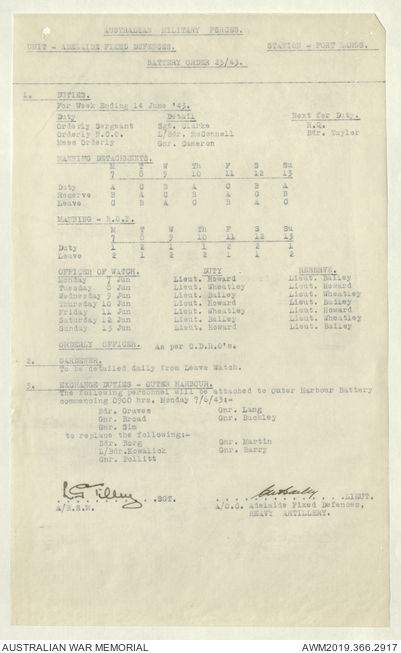 AUSTRALIAN MILITARY FORCES.
UNIT - ADELAIDE FIXED DEFENCES. STATION - FORT LARGS.
BATTERY ORDER 23/43.
1. DUTIES.
For Week Ending 14 June '43.
Duty Detail Next for Duty.
Orderly Sergeant Sgt. Clarke
Orderly N.C.O. L/Bdr. McConnell Bdr. Taylor
Mess Orderly Gnr. Cameron
MANNING DETACHMENTS.
M T W Th F S Su
7 8 9 10 11 12 13
Duty A C B A C B A
Reserve B A C B A C B
Leave C B A C B A C
MANNING - B.O.P.
M T W Th F S Su
7 8 9 10 11 12 13
Duty 1 2 1 1 2 2 1
Leave 2 1 2 2 1 1 2
OFFICER OF WATCH. DUTY RESERVE.
Monday 7 Jun Lieut. Howard Lieut. Bailey
Tuesday 8 Jun Lieut. Wheatley Lieut. Howard
Wednesday 9 Jun Lieut. Bailey Lieut. Wheatley
Thursday 10 Jun Lieut. Howard Lieut. Bailey
Friday 11 Jun Lieut. Wheatley Lieut. Howard
Saturday 12 Jun Lieut. Bailey Lieut. Wheatley
Sunday 13 Jun Lieut. Howard Lieut. Bailey
ORDERLY OFFICER. As per C.D.R.O's.
2. GARDENER.
To be detailed daily from Leave Watch.
3. EXCHANGE DUTIES - OUTER HARBOUR.
The following personnel will be attached to Outer Harbour Battery
commencing 0900 hrs. Monday 7/6/43:-
Bdr. Graves Gnr. Lang
Gnr. Broad Gnr. Buckley
Gnr. Sim
to replace the following:-
Bdr. Burg Gnr. Martin
L/Bdr. Kowalick Gnr. Barry
Gnr. Pollitt
SGT. LIEUT.
A/B.S.M. A/O.C. Adelaide Fixed Defences,
HEAVY ARTILLERY.
AUSTRALIAN WAR MEMORIAL AWM2019.366.2917